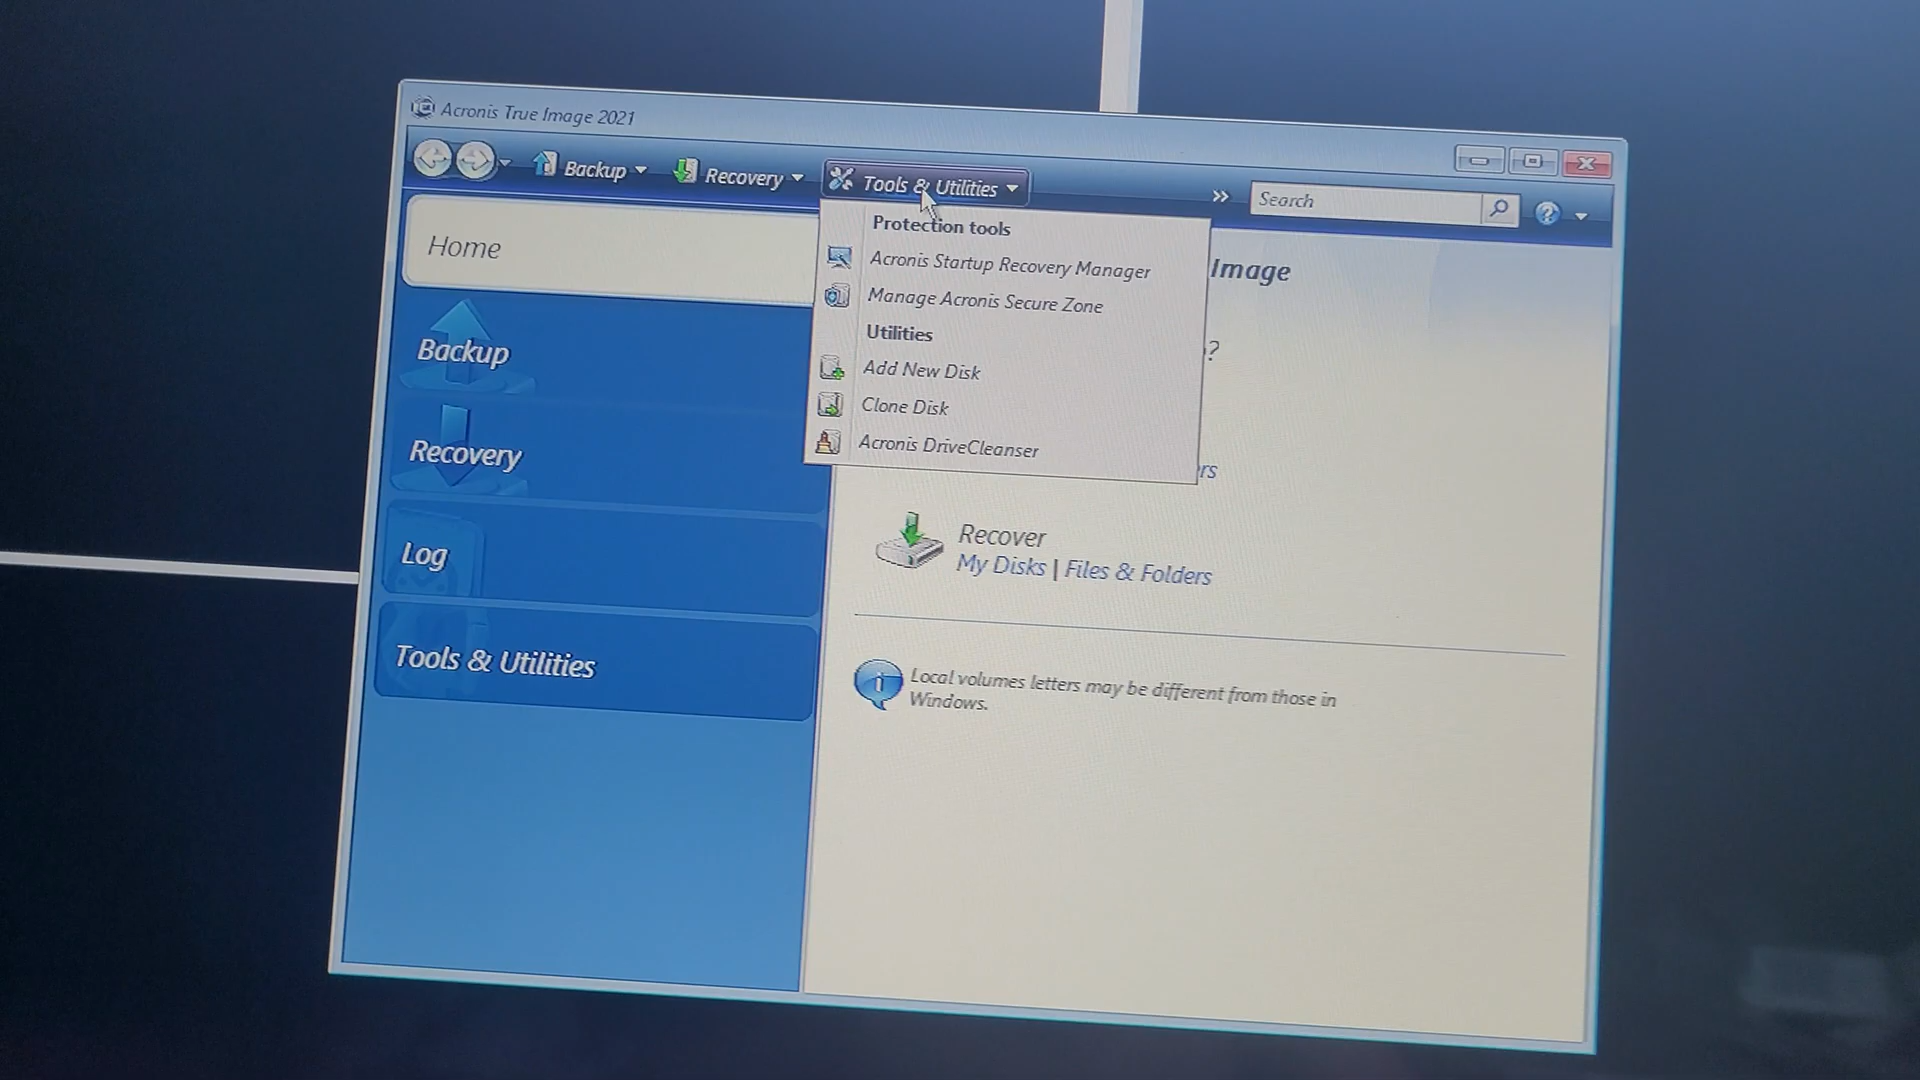 Acronis True Image 2021
Backup
Recovery
Tools & Utilities
Search
Home
Protection tools
Acronis Startup Recovery Manager
Manage Acronis Secure Zone
Utilities
Add New Disk
Clone Disk
Acronis DriveCleanser
Image
?
rs
Backup
Recovery
Log
Tools & Utilities
Recover
My Disks | Files & Folders
Local volumes letters may be different from those in
Windows.